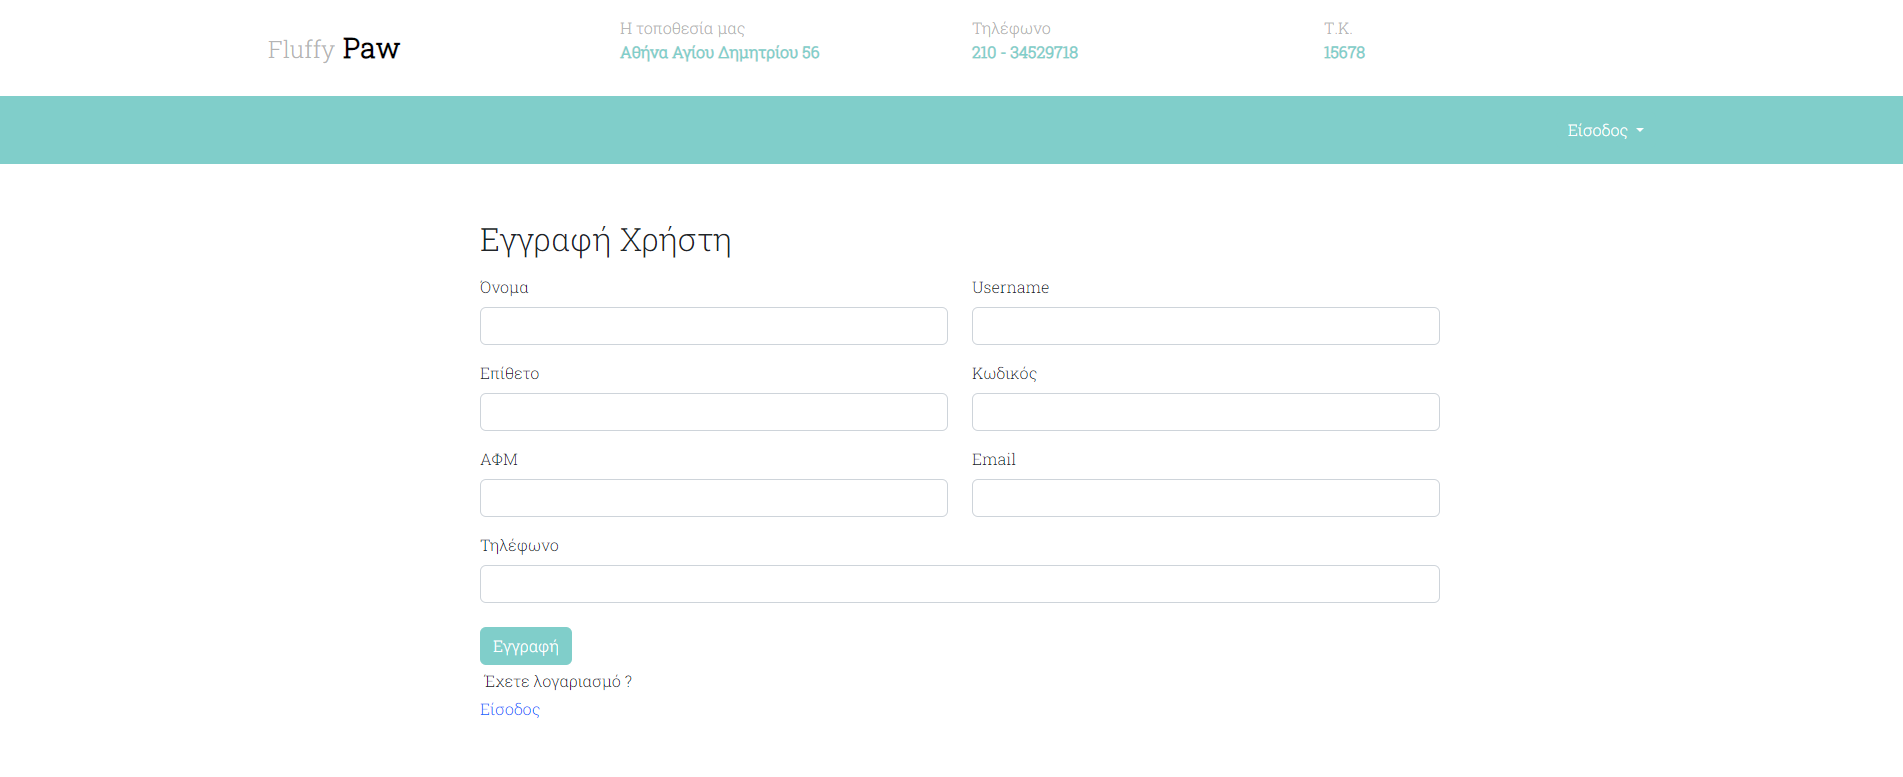 Fluffy Paw
Η τοποθεσία μας
Αθήνα Αγίου Δημητρίου 56
Τηλέφωνο
210 - 34529718
Τ.Κ.
15678
Είσοδος
Εγγραφή Χρήστη
Όνομα
Username
Επίθετο
Κωδικός
ΑΦΜ
Email
Τηλέφωνο
Εγγραφή
Έχετε λογαριασμό ?
Είσοδος